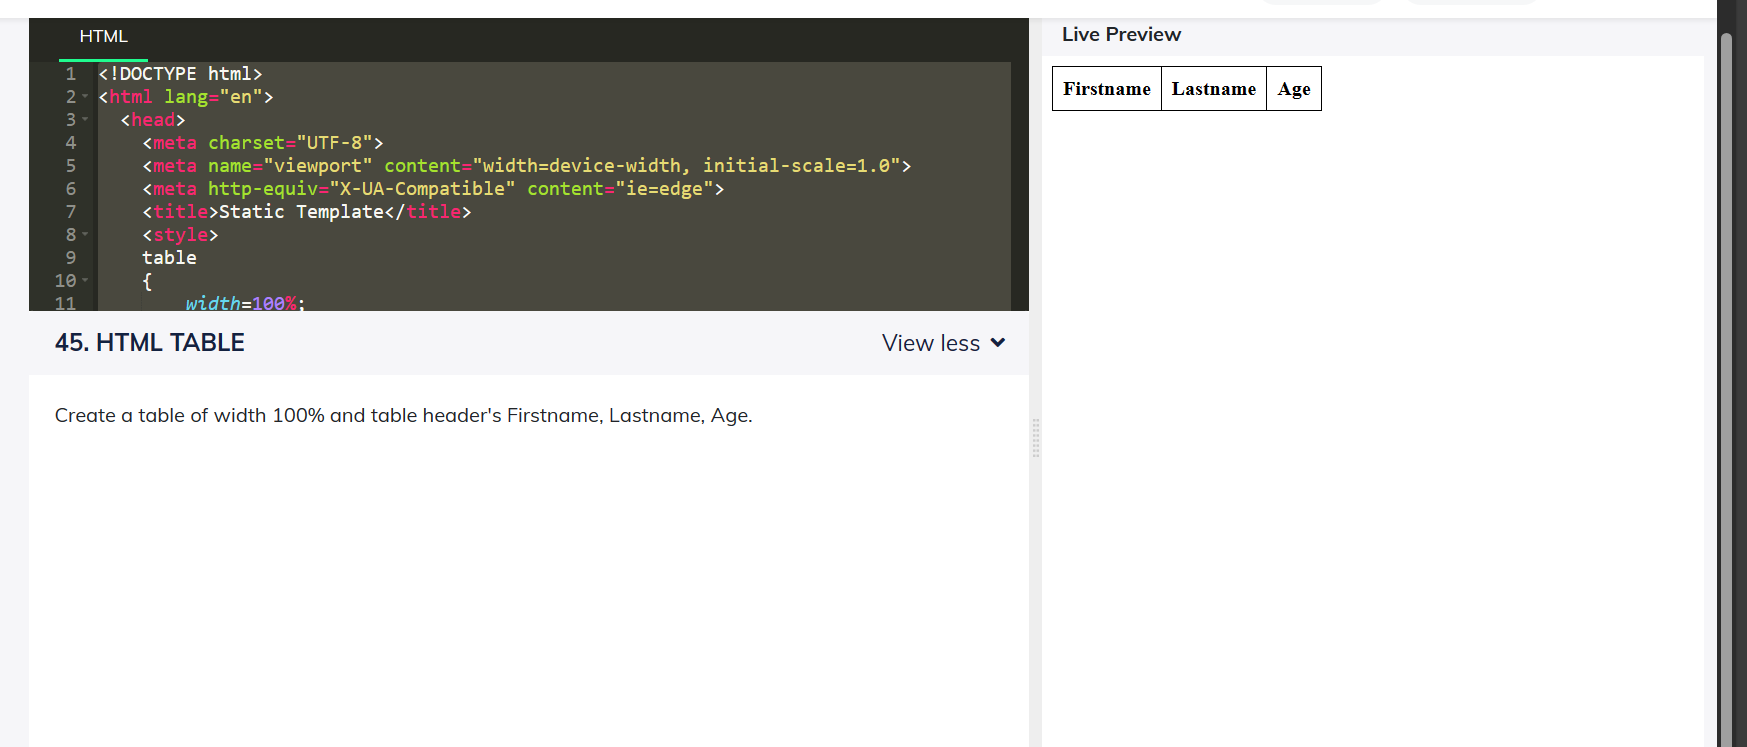 HTML
1 <!DOCTYPE html>
2 <html lang="en">
3 <head>
4 <meta charset="UTF-8">
5 <meta name="viewport" content="width=device-width, initial-scale=1.0">
6 <meta http-equiv="X-UA-Compatible" content="ie=edge">
7 <title>Static Template</title>
8 <style>
9 table
10 {
11 width=100%;
45. HTML TABLE
View less
Create a table of width 100% and table header's Firstname, Lastname, Age.
Live Preview
Firstname Lastname Age